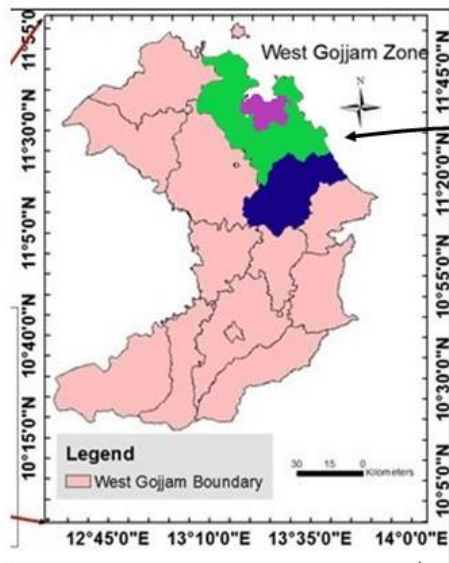 West Gojjam Zone
N
11°55'0"
11°30'0"N
11°5'0"N
10°40'0"N
10°15'0"N
11°45'0"N
11°20'0"N
10°55'0"N
10°30'0"N
10°5'0"N
Legend
West Gojjam Boundary
30 15 0
Kilometers
12°45'0"E 13°10'0"E 13°35'0"E 14°0'0"E